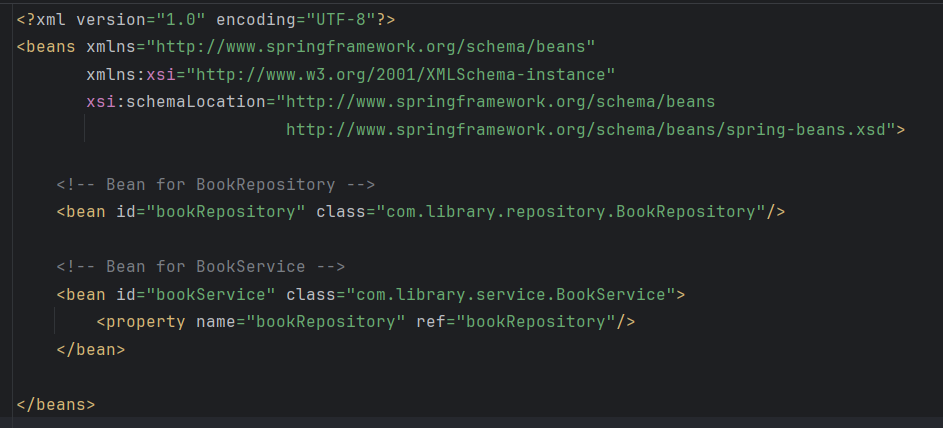 <?xml version="1.0" encoding="UTF-8"?>
<beans xmlns="http://www.springframework.org/schema/beans"
xmlns:xsi="http://www.w3.org/2001/XMLSchema-instance"
xsi:schemaLocation="http://www.springframework.org/schema/beans
http://www.springframework.org/schema/beans/spring-beans.xsd">
<!-- Bean for BookRepository -->
<bean id="bookRepository" class="com.library.repository.BookRepository"/>
<!-- Bean for BookService -->
<bean id="bookService" class="com.library.service.BookService">
<property name="bookRepository" ref="bookRepository"/>
</bean>
</beans>